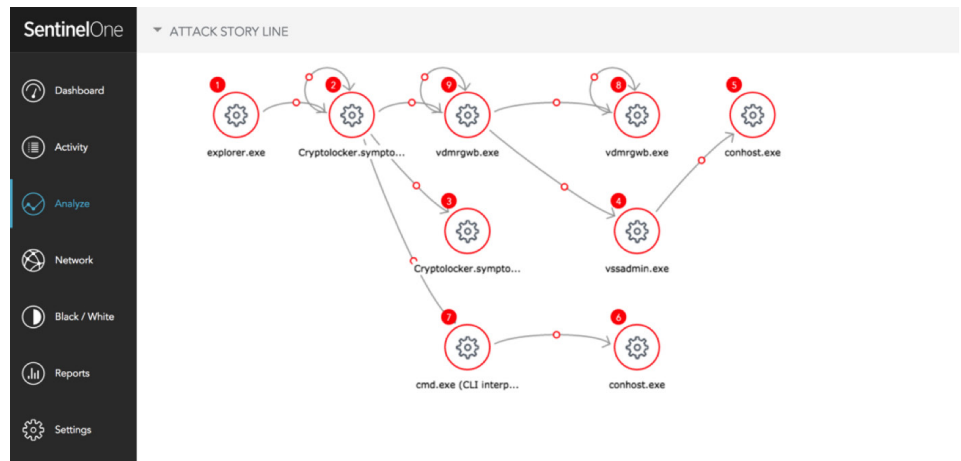 SentinelOne
ATTACK STORY LINE
Dashboard
Activity
Analyze
Network
Black / White
Reports
Settings
1
explorer.exe
2
Cryptolocker.sympto...
9
vdmrgwb.exe
8
vdmrgwb.exe
5
conhost.exe
3
Cryptolocker.sympto...
4
vssadmin.exe
7
cmd.exe (CLI interp...
6
conhost.exe